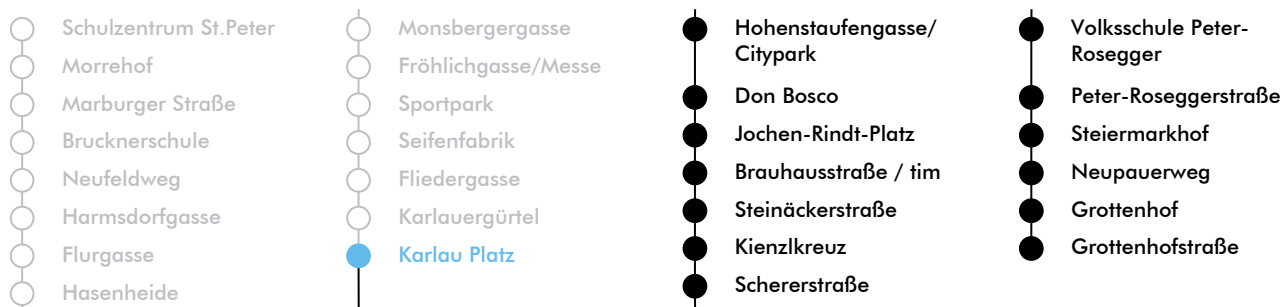 Schulzentrum St.Peter
Morrehof
Marburger Straße
Brucknerschule
Neufeldweg
Harmsdorfgasse
Flurgasse
Hasenheide
Monsbergergasse
Fröhlichgasse/Messe
Sportpark
Seifenfabrik
Fliedergasse
Karlauergürtel
Karlau Platz
Hohenstaufengasse/
Citypark
Don Bosco
Jochen-Rindt-Platz
Brauhausstraße / tim
Steinäckerstraße
Kienzlkreuz
Schererstraße
Volksschule Peter-
Rosegger
Peter-Roseggerstraße
Steiermarkhof
Neupauerweg
Grottenhof
Grottenhofstraße